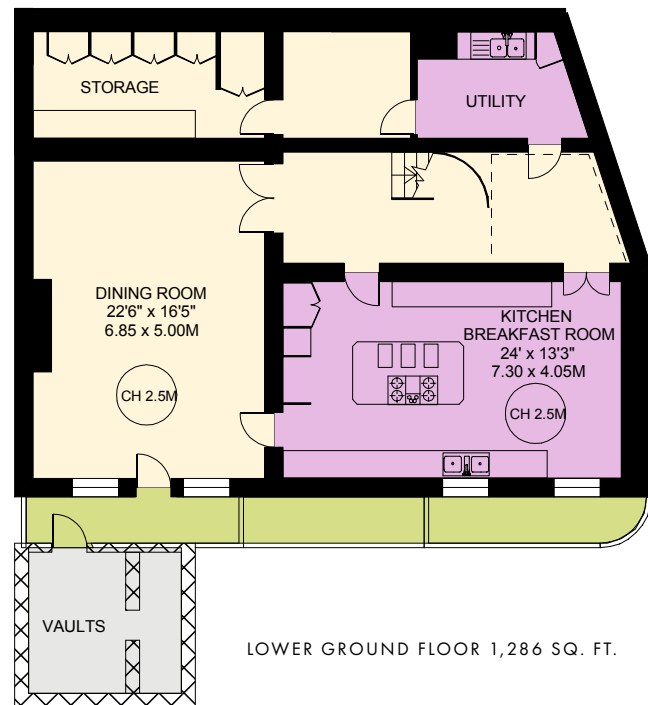 STORAGE
UTILITY
DINING ROOM
22'6" x 16'5"
6.85 x 5.00M
CH 2.5M
KITCHEN
BREAKFAST ROOM
24' x 13'3"
7.30 x 4.05M
CH 2.5M
VAULTS
LOWER GROUND FLOOR 1,286 SQ. FT.